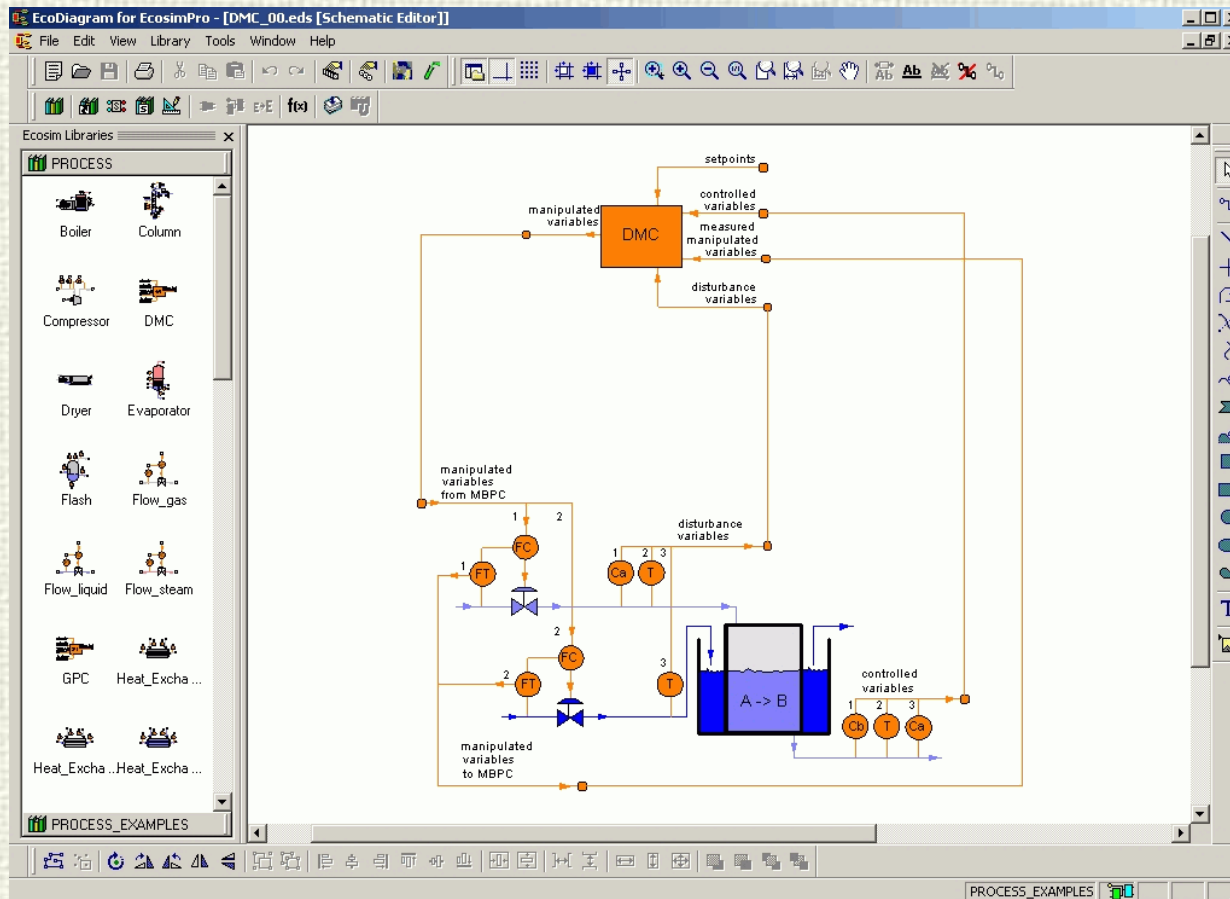 EcoDiagram for EcosimPro - [DMC_00.eds [Schematic Editor]]
File Edit View Library Tools Window Help
f(x)
Ecosim Libraries
PROCESS
Boiler Column
Compressor DMC
Dryer Evaporator
Flash Flow_gas
Flow_liquid Flow_steam
GPC Heat_Excha ...
Heat_Excha ... Heat_Excha ...
PROCESS_EXAMPLES
setpoints
controlled
variables
manipulated
variables
DMC
measured
manipulated
variables
disturbance
variables
manipulated
variables
from MBPC
1 2
FC
1
FT
disturbance
variables
1 2 3
Ca T
2
FC
2
FT
3
T
A -> B
controlled
variables
1 2 3
Cb T Ca
manipulated
variables
to MBPC
PROCESS_EXAMPLES